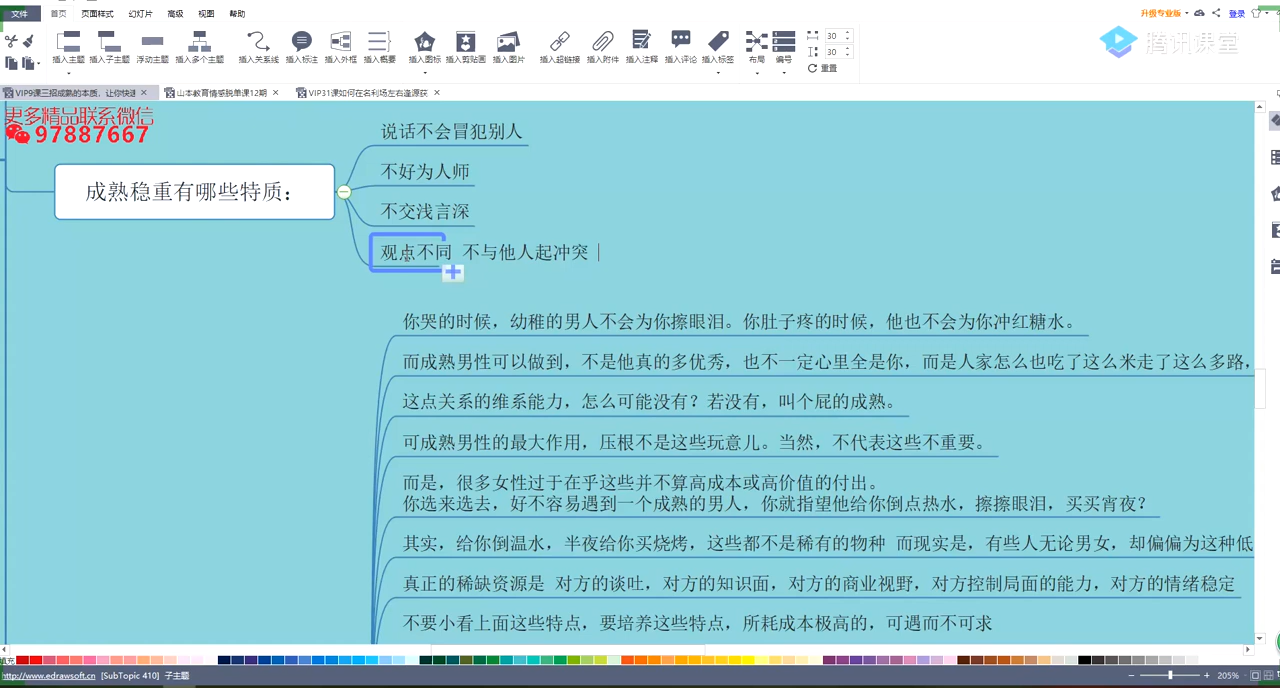 文件 首页 页面样式 幻灯片 高级 视图 帮助
升级专业版 登录
插入主题 插入子主题 浮动主题 插入多个主题 插入关系线 插入标注 插入外框 插入概要 插入图标 插入剪贴画 插入图片 插入超链接 插入附件 插入注释 插入评论 插入标签 布局 编号
30
30
重置
腾讯课堂
VIP9课三招成熟的本质，让你快速 山本教育情感脱单课12期 VIP31课如何在名利场左右逢源获
更多精品联系微信
97887667
说话不会冒犯别人
不好为人师
成熟稳重有哪些特质：
不交浅言深
观点不同 不与他人起冲突
你哭的时候，幼稚的男人不会为你擦眼泪。你肚子疼的时候，他也不会为你冲红糖水。
而成熟男性可以做到，不是他真的多优秀，也不一定心里全是你，而是人家怎么也吃了这么米走了这么多路，
这点关系的维系能力，怎么可能没有？若没有，叫个屁的成熟。
可成熟男性的最大作用，压根不是这些玩意儿。当然，不代表这些不重要。
而是，很多女性过于在乎这些并不算高成本或高价值的付出。
你选来选去，好不容易遇到一个成熟的男人，你就指望他给你倒点热水，擦擦眼泪，买买宵夜？
其实，给你倒温水，半夜给你买烧烤，这些都不是稀有的物种 而现实是，有些人无论男女，却偏偏为这种低
真正的稀缺资源是 对方的谈吐，对方的知识面，对方的商业视野，对方控制局面的能力，对方的情绪稳定
不要小看上面这些特点，要培养这些特点，所耗成本极高的，可遇而不可求
填充
http://www.edrawsoft.cn [SubTopic 410] 子主题
205%